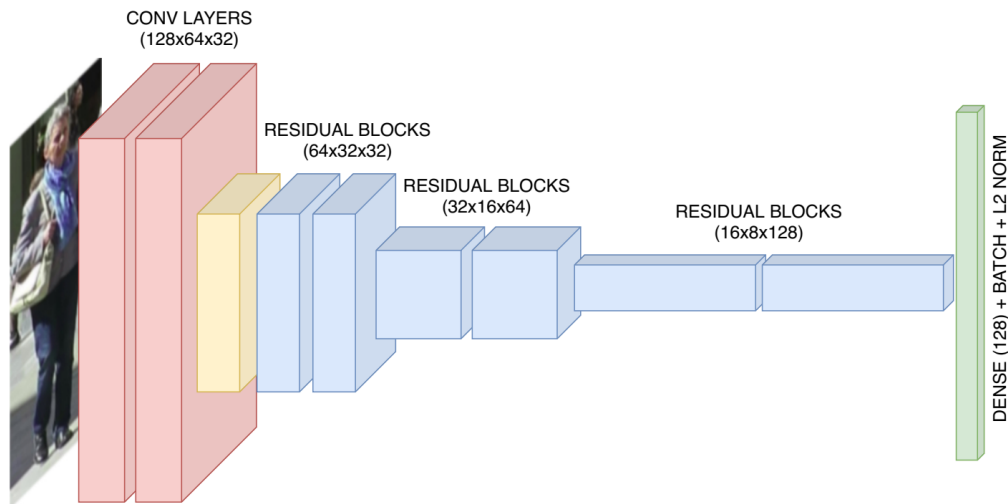 CONV LAYERS
(128x64x32)
RESIDUAL BLOCKS
(64x32x32)
RESIDUAL BLOCKS
(32x16x64)
RESIDUAL BLOCKS
(16x8x128)
DENSE (128) + BATCH + L2 NORM